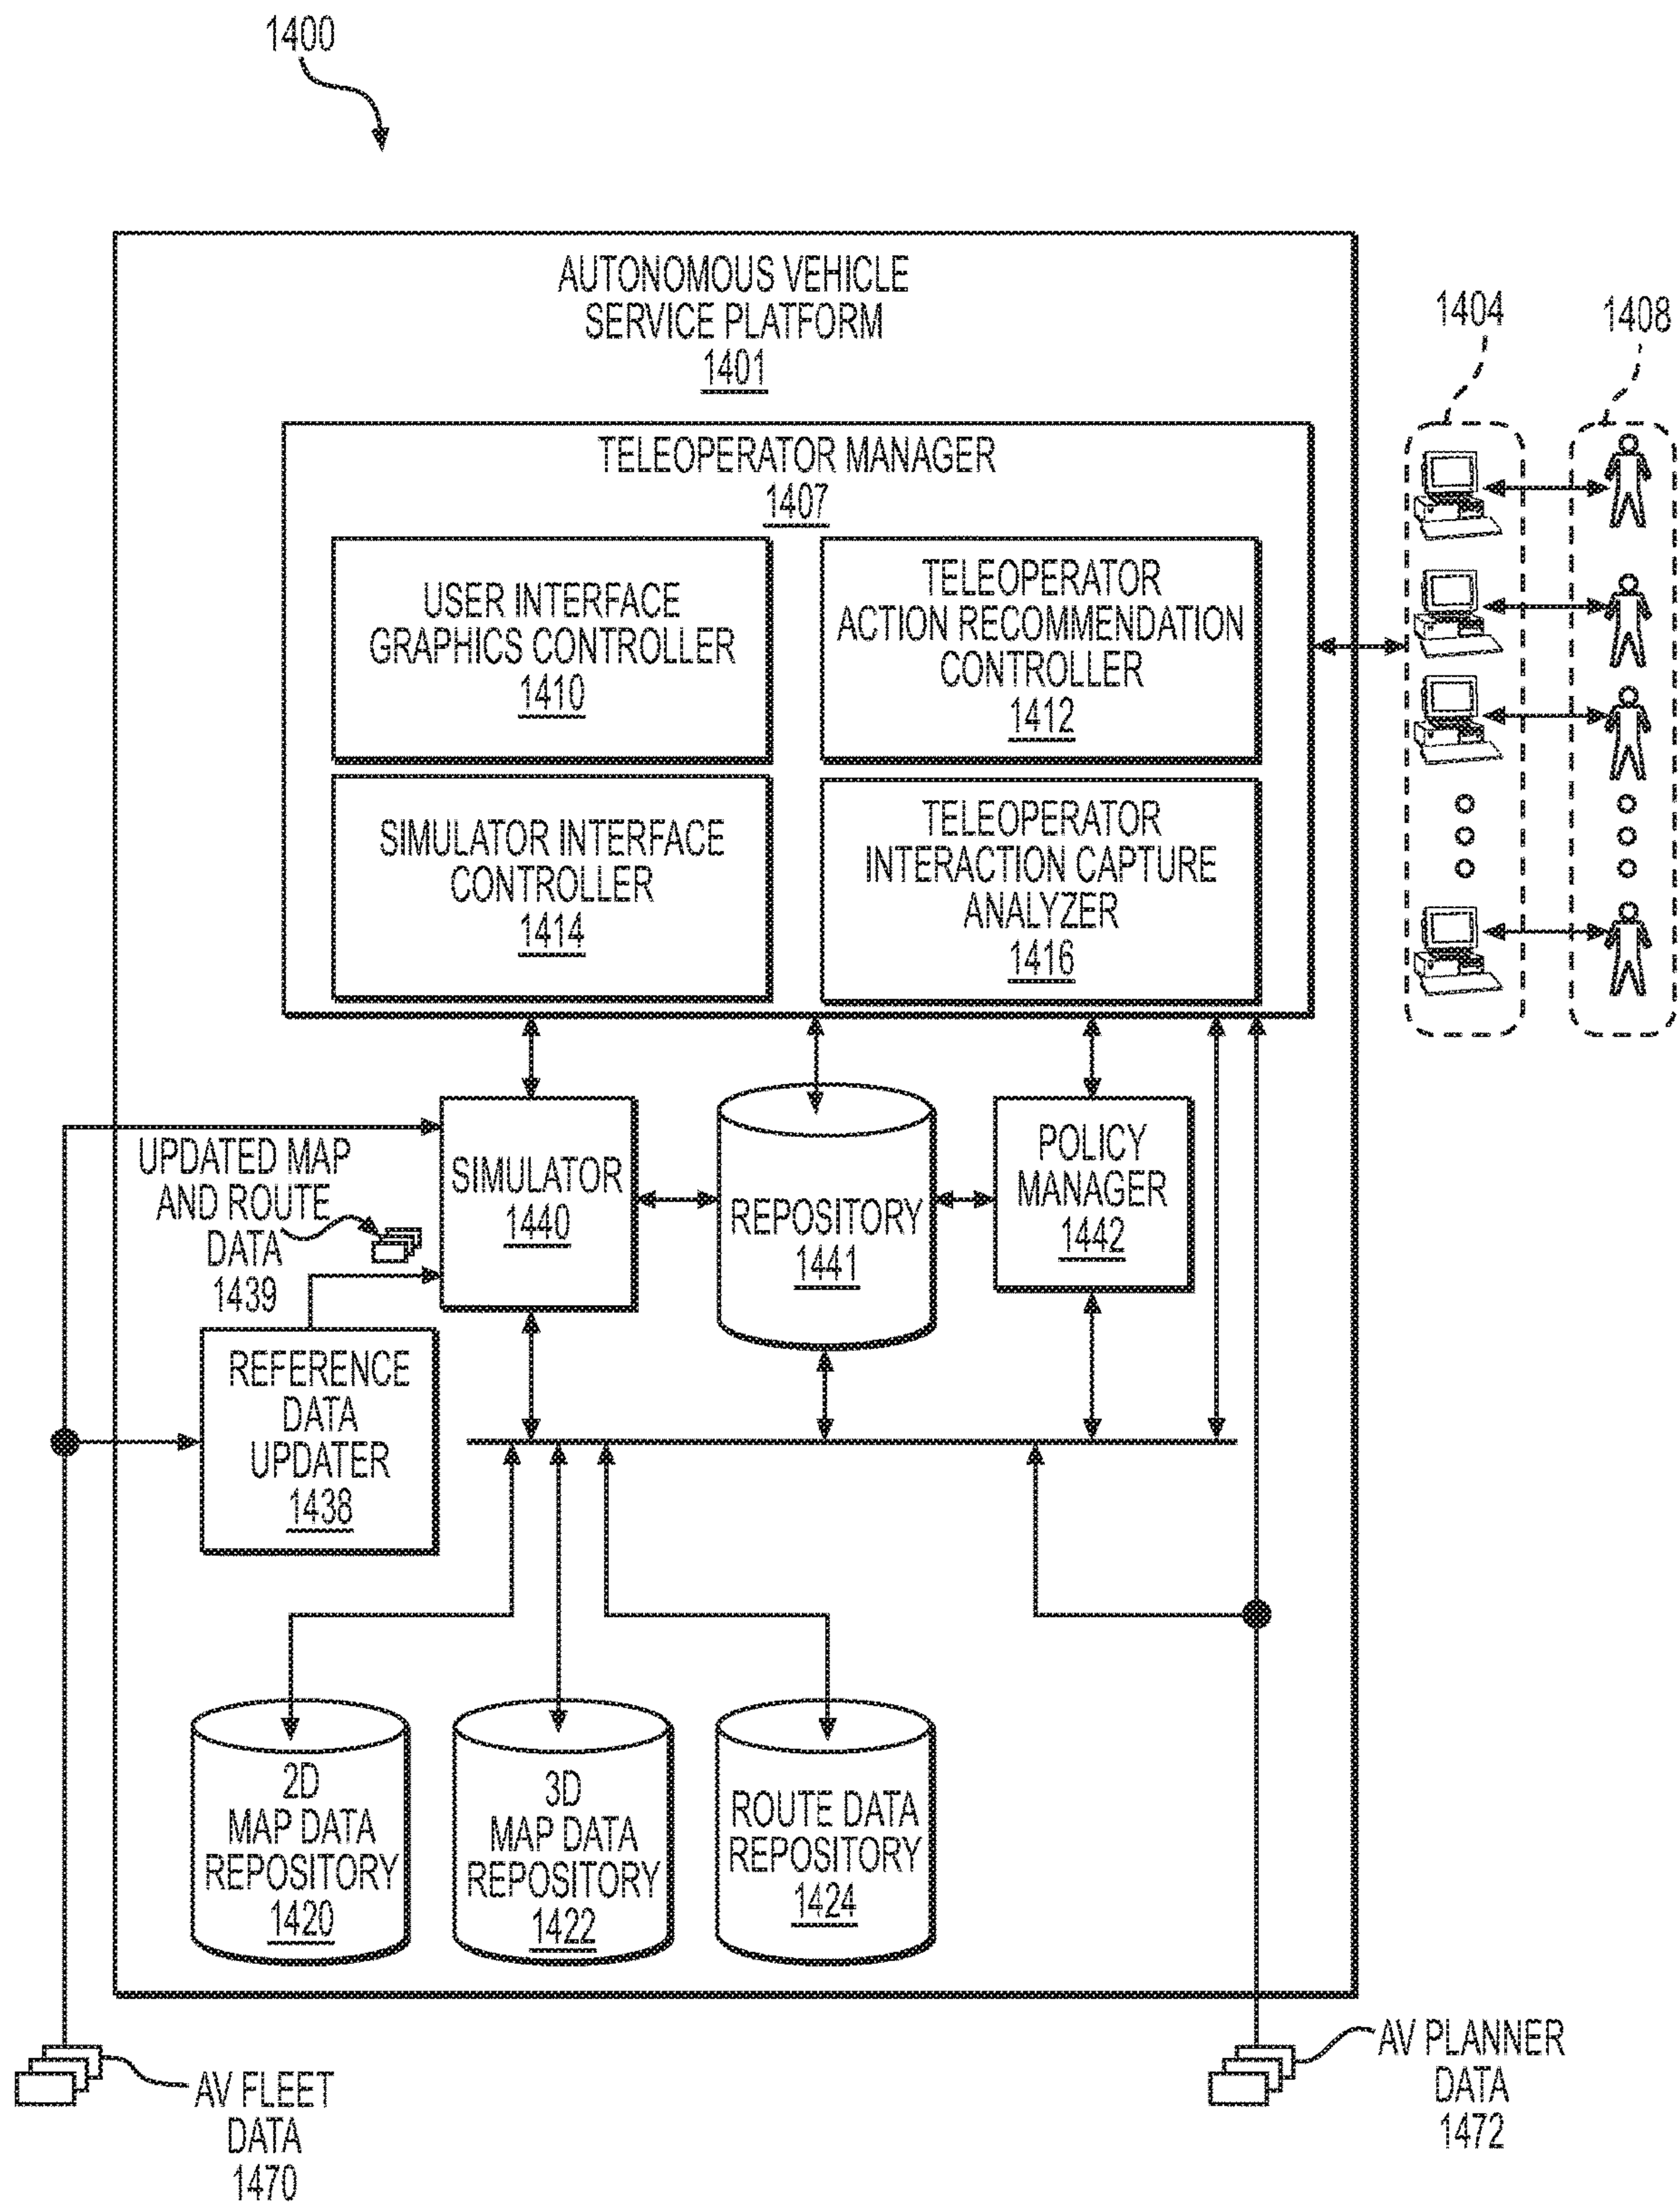 1400
AUTONOMOUS VEHICLE
SERVICE PLATFORM
1401
1404
1408
TELEOPERATOR MANAGER
1407
USER INTERFACE
GRAPHICS CONTROLLER
1410
TELEOPERATOR
ACTION RECOMMENDATION
CONTROLLER
1412
SIMULATOR INTERFACE
CONTROLLER
1414
TELEOPERATOR
INTERACTION CAPTURE
ANALYZER
1416
UPDATED MAP
AND ROUTE
DATA
1439
SIMULATOR
1440
REPOSITORY
1441
POLICY
MANAGER
1442
REFERENCE
DATA
UPDATER
1438
2D
MAP DATA
REPOSITORY
1420
3D
MAP DATA
REPOSITORY
1422
ROUTE DATA
REPOSITORY
1424
AV FLEET
DATA
1470
AV PLANNER
DATA
1472